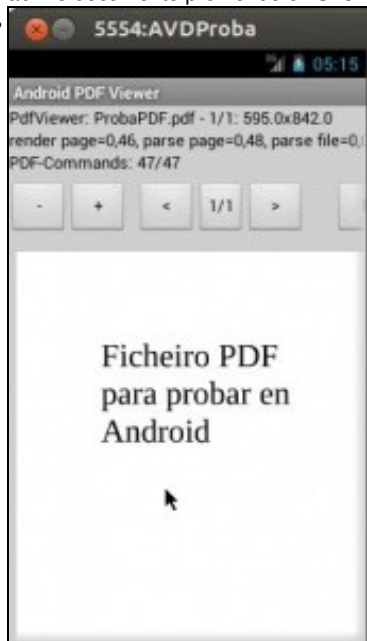 5554:AVDProba
05:15
Android PDF Viewer
PdfViewer: ProbaPDF.pdf - 1/1: 595.0x842.0
render page=0,46, parse page=0,48, parse file=0,
PDF-Commands: 47/47
- + < 1/1 >
Ficheiro PDF
para probar en
Android